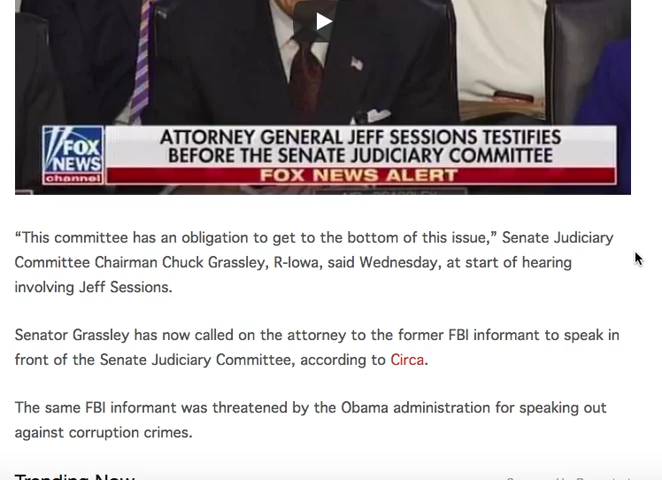 FOX
NEWS
channel
ATTORNEY GENERAL JEFF SESSIONS TESTIFIES
BEFORE THE SENATE JUDICIARY COMMITTEE
FOX NEWS ALERT
“This committee has an obligation to get to the bottom of this issue,” Senate Judiciary
Committee Chairman Chuck Grassley, R-Iowa, said Wednesday, at start of hearing
involving Jeff Sessions.
Senator Grassley has now called on the attorney to the former FBI informant to speak in
front of the Senate Judiciary Committee, according to Circa.
The same FBI informant was threatened by the Obama administration for speaking out
against corruption crimes.
Trending Now